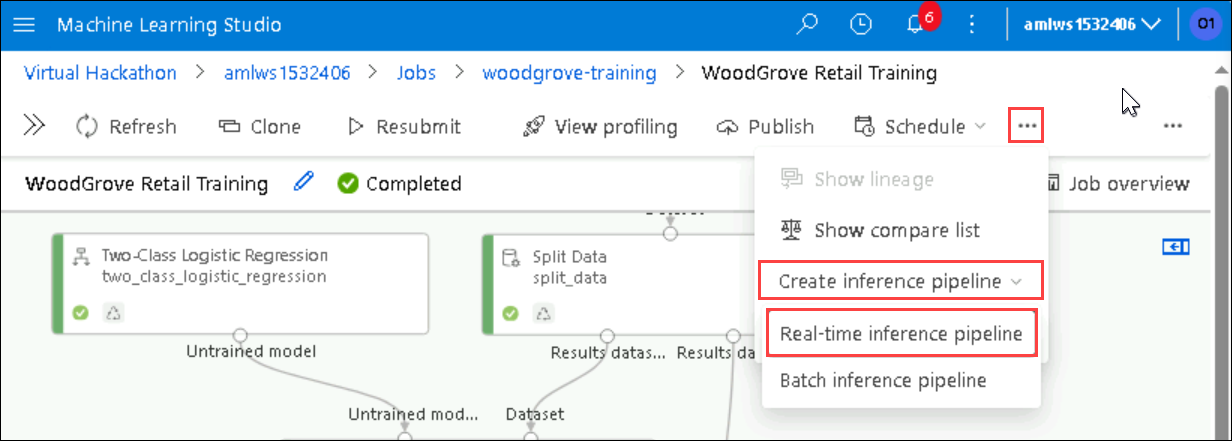 Machine Learning Studio
6
amlws1532406
O1
Virtual Hackathon > amlws1532406 > Jobs > woodgrove-training > WoodGrove Retail Training
Refresh
Clone
Resubmit
View profiling
Publish
Schedule
...
...
WoodGrove Retail Training
Completed
Show lineage
Job overview
Show compare list
Create inference pipeline
Real-time inference pipeline
Batch inference pipeline
Two-Class Logistic Regression
two_class_logistic_regression
Split Data
split_data
Untrained model
Results datas...
Results da
Untrained mod...
Dataset